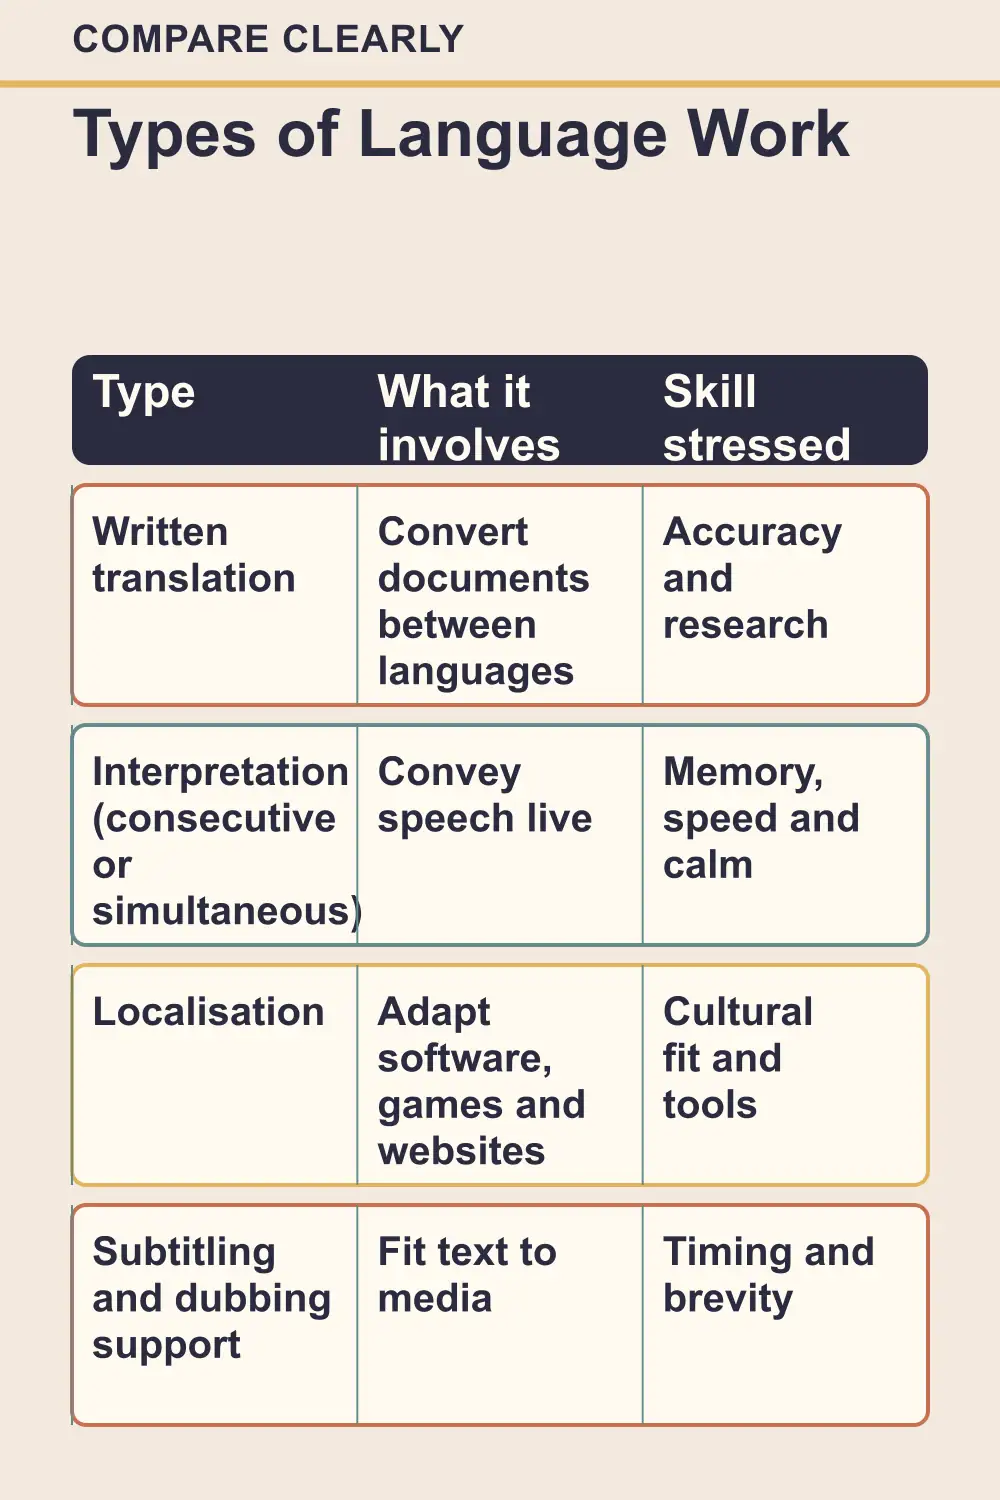 COMPARE CLEARLY
Types of Language Work
Type
What it
involves
Skill
stressed
Written
translation
Convert
documents
between
languages
Accuracy
and
research
Interpretation
(consecutive
or
simultaneous)
Convey
speech live
Memory,
speed and
calm
Localisation
Adapt
software,
games and
websites
Cultural
fit and
tools
Subtitling
and dubbing
support
Fit text to
media
Timing and
brevity